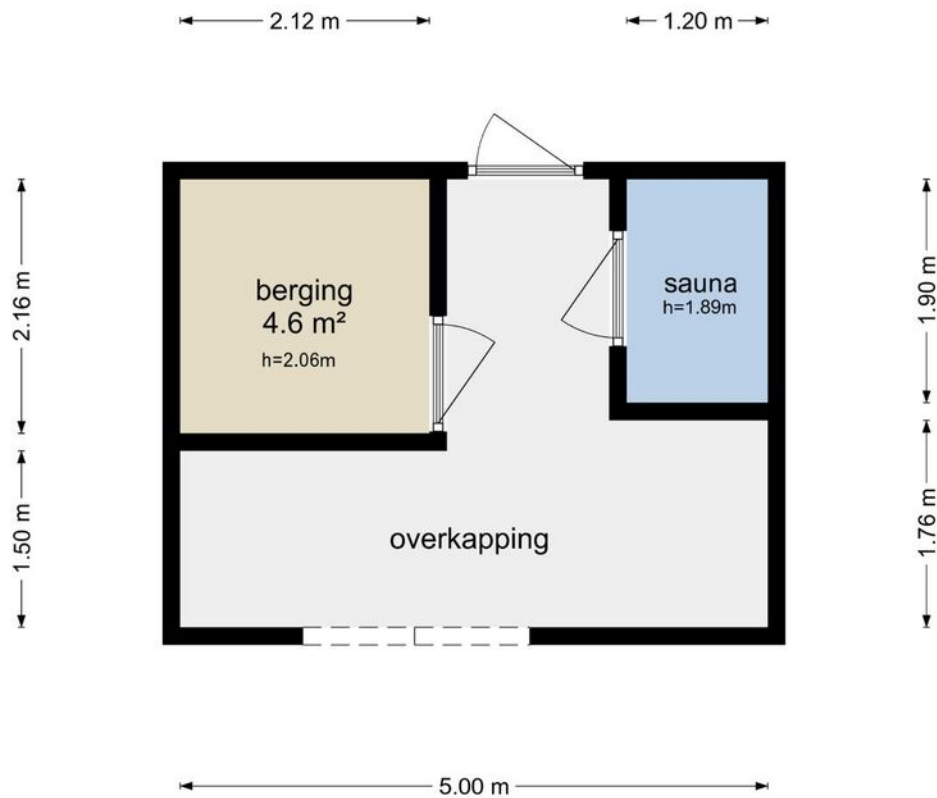 2.12 m
1.20 m
2.16 m
1.50 m
berging
4.6 m²
h=2.06m
sauna
h=1.89m
overkapping
1.90 m
1.76 m
5.00 m